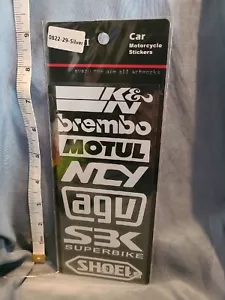 0822-29-Silver
Car
Motorcycle
Stickers
K&N
brembo
MOTUL
NCY
agv
SBK
SUPERBIKE
SHOEI